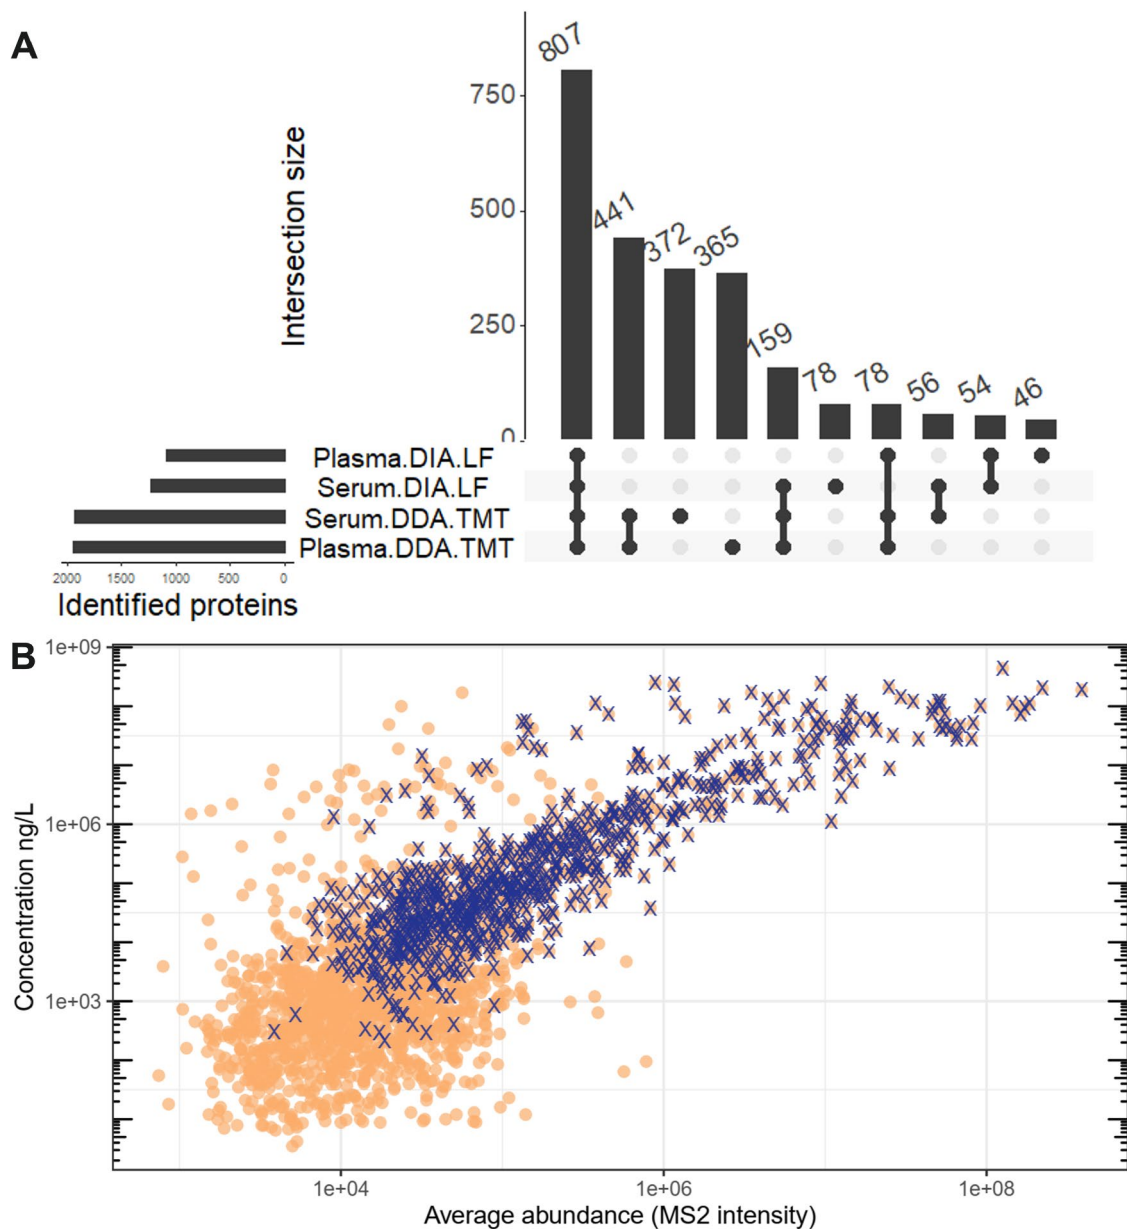 A
Intersection size
750
500
250
0
807
441
372
365
159
78
78
56
54
46
Plasma.DIA.LF
Serum.DIA.LF
Serum.DDA.TMT
Plasma.DDA.TMT
2000 1500 1000 500 0
Identified proteins
B
Concentration ng/L
1e+09
1e+06
1e+03
1e+04 1e+06 1e+08
Average abundance (MS2 intensity)